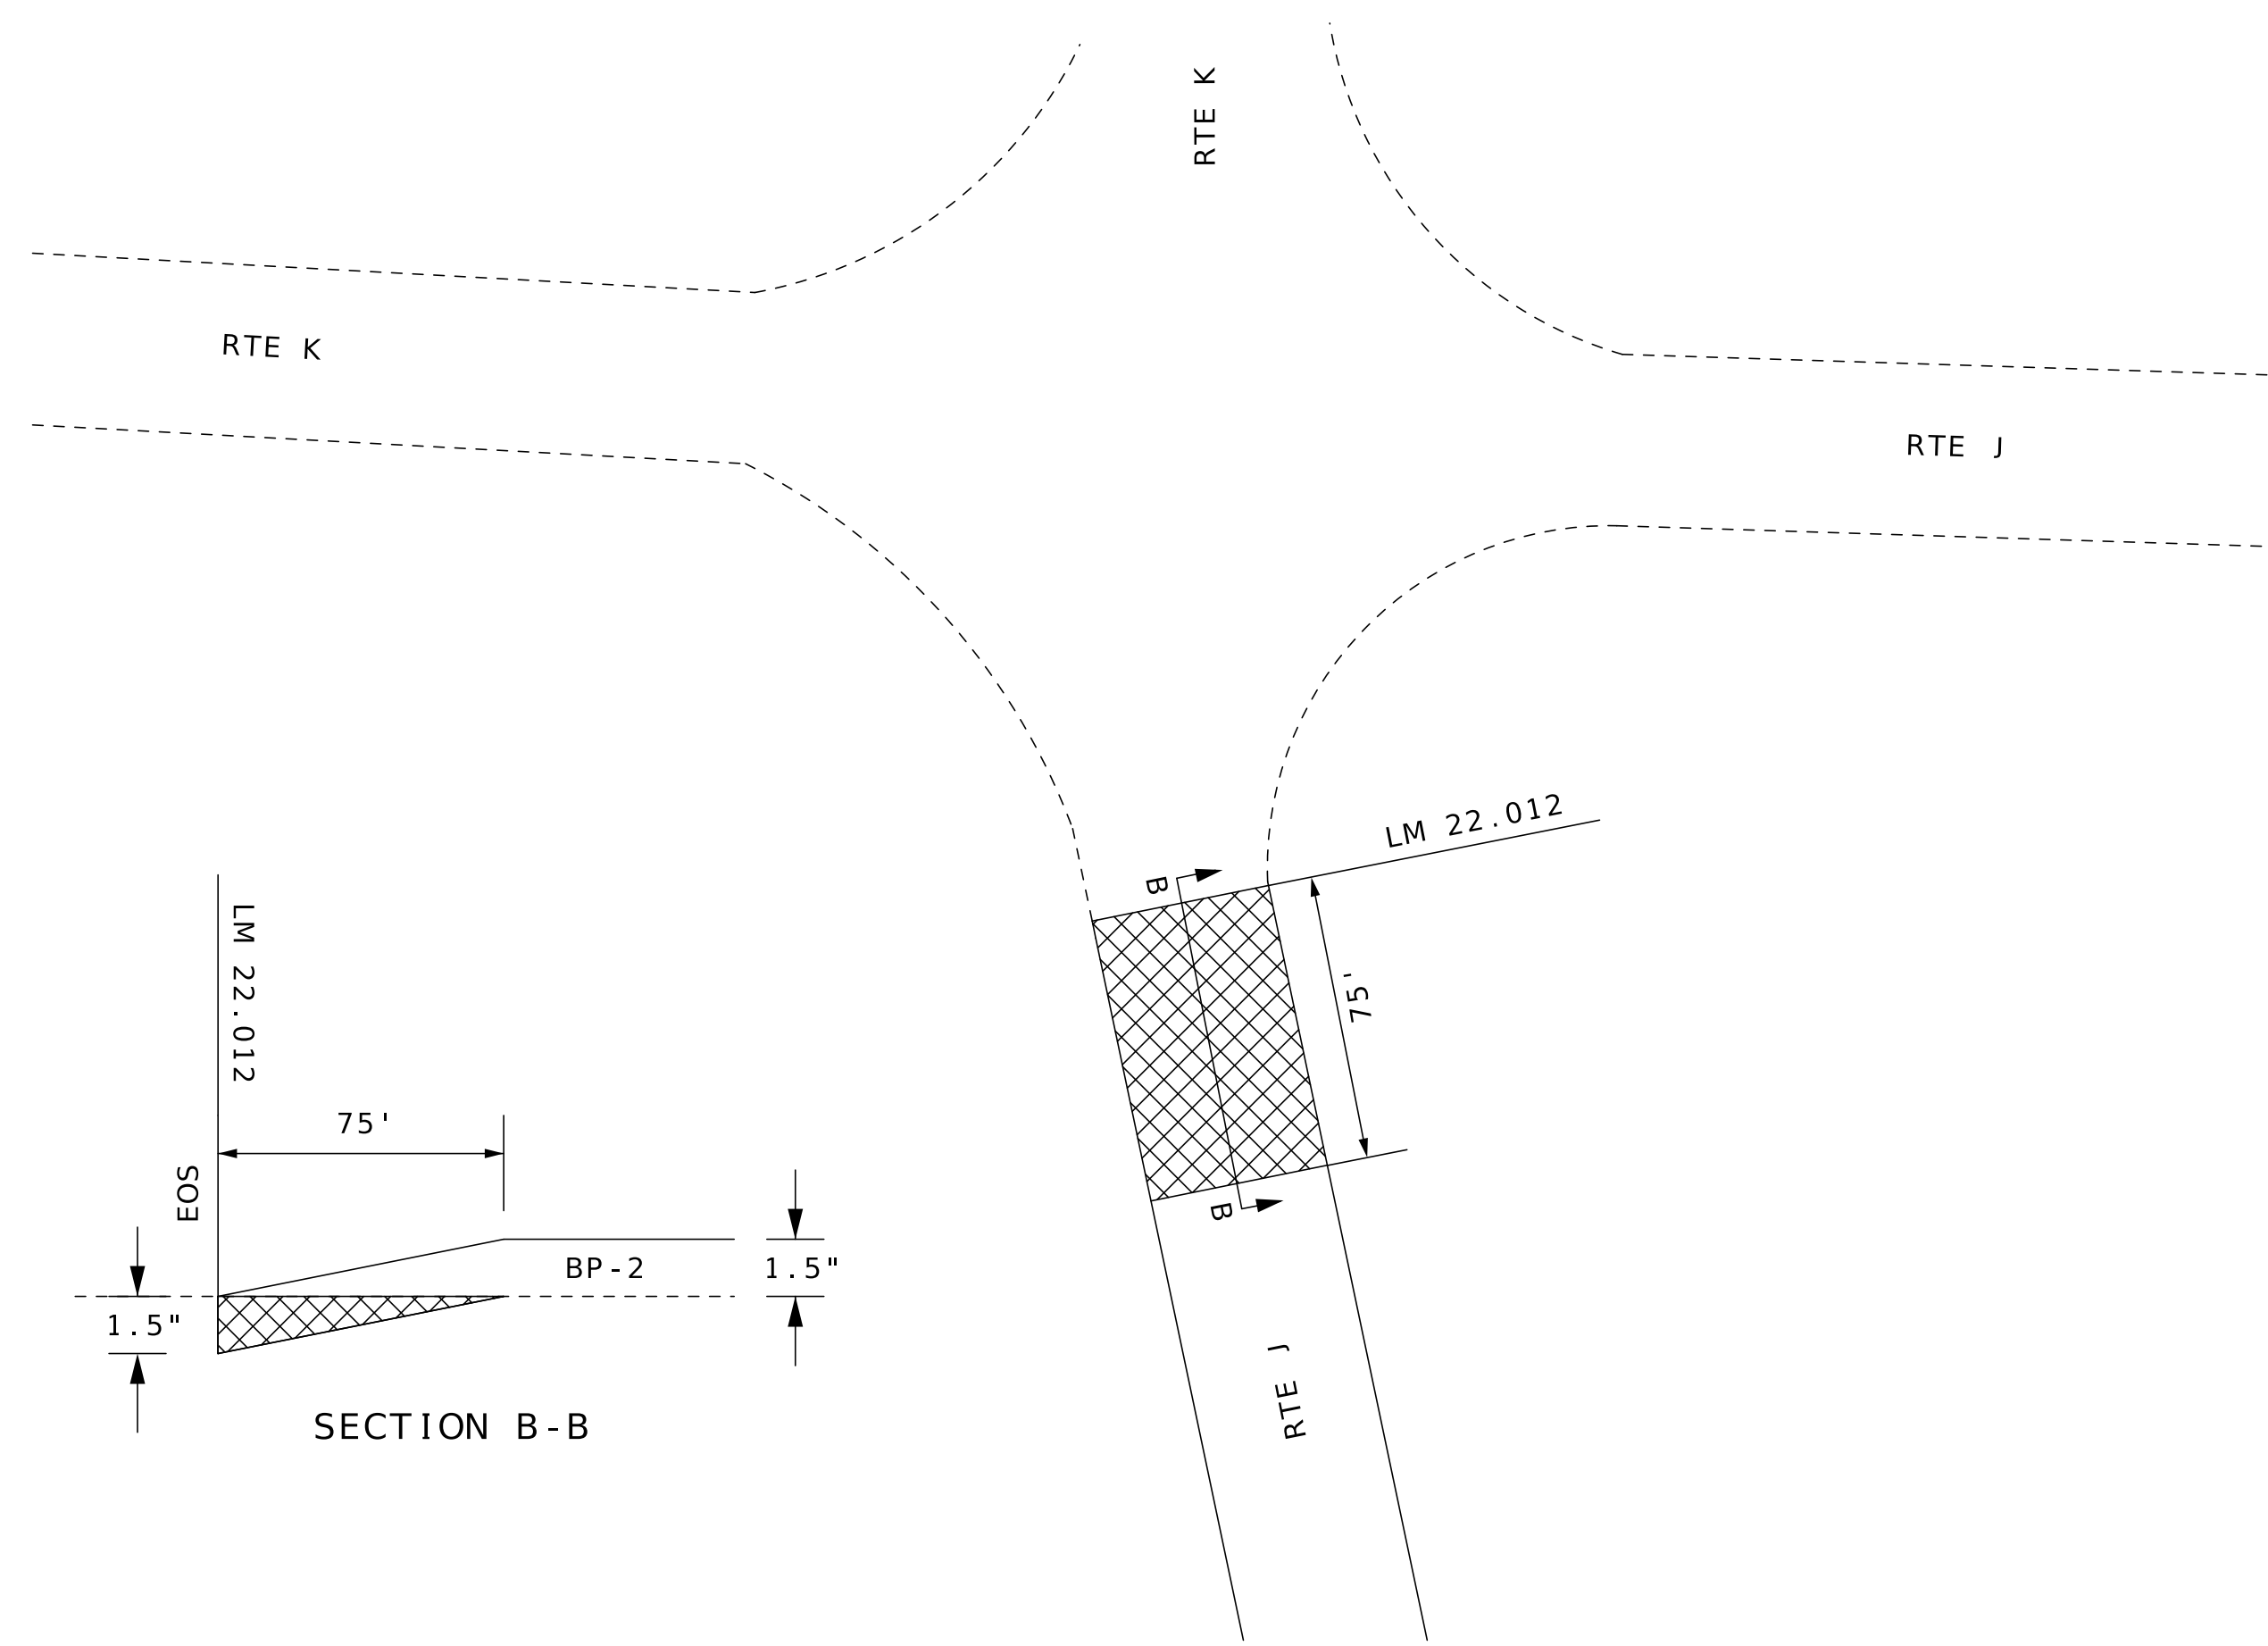 RTE K
RTE K
RTE J
LM 22.012
B
75'
B
RTE J
LM 22.012
75'
EOS
BP-2
1.5"
1.5"
SECTION B-B